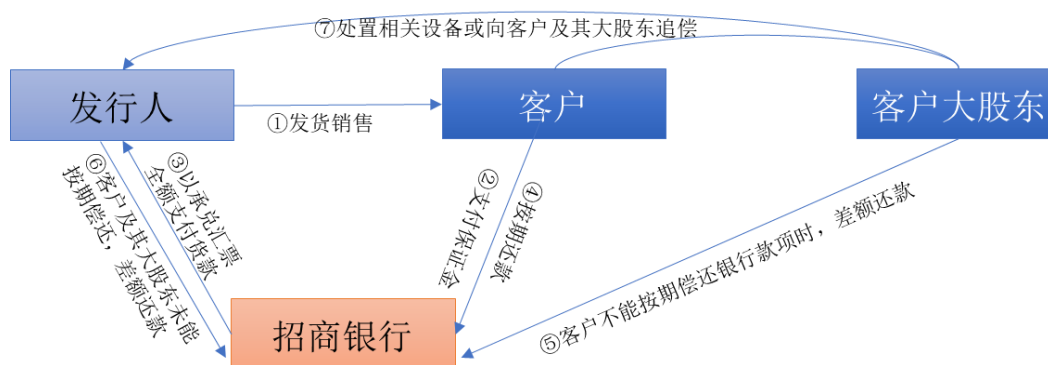 ⑦处置相关设备或向客户及其大股东追偿
发行人
①发货销售
客户
客户大股东
⑥客户及其大股东未能
按期偿还，差额还款
③以承兑汇票
全额支付货款
②支付保证金
④按期还款
⑤客户不能按期偿还银行款项时，差额还款
招商银行